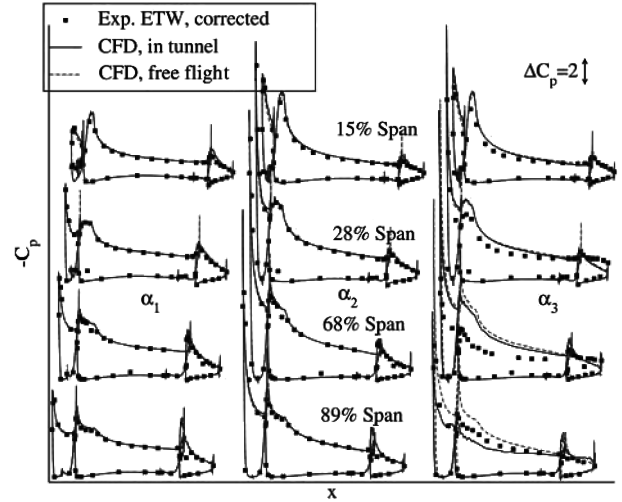 Exp. ETW, corrected
CFD, in tunnel
CFD, free flight
ΔCp=2
15% Span
28% Span
α1
α2
α3
68% Span
89% Span
-Cp
x